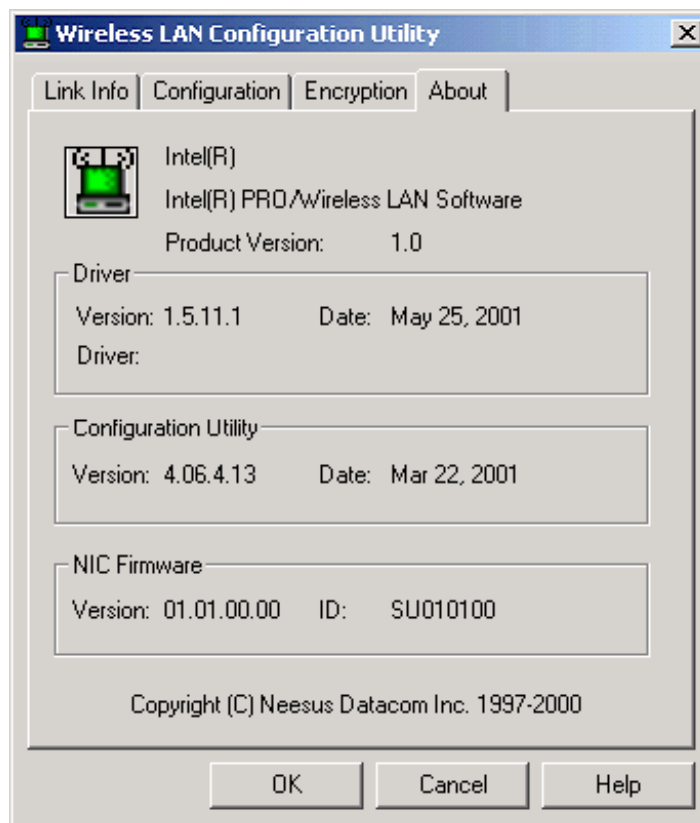 Wireless LAN Configuration Utility
Link Info Configuration Encryption About
Intel(R)
Intel(R) PRO/Wireless LAN Software
Product Version: 1.0
Driver
Version: 1.5.11.1 Date: May 25, 2001
Driver:
Configuration Utility
Version: 4.06.4.13 Date: Mar 22, 2001
NIC Firmware
Version: 01.01.00.00 ID: SU010100
Copyright (C) Neesus Datacom Inc. 1997-2000
OK Cancel Help